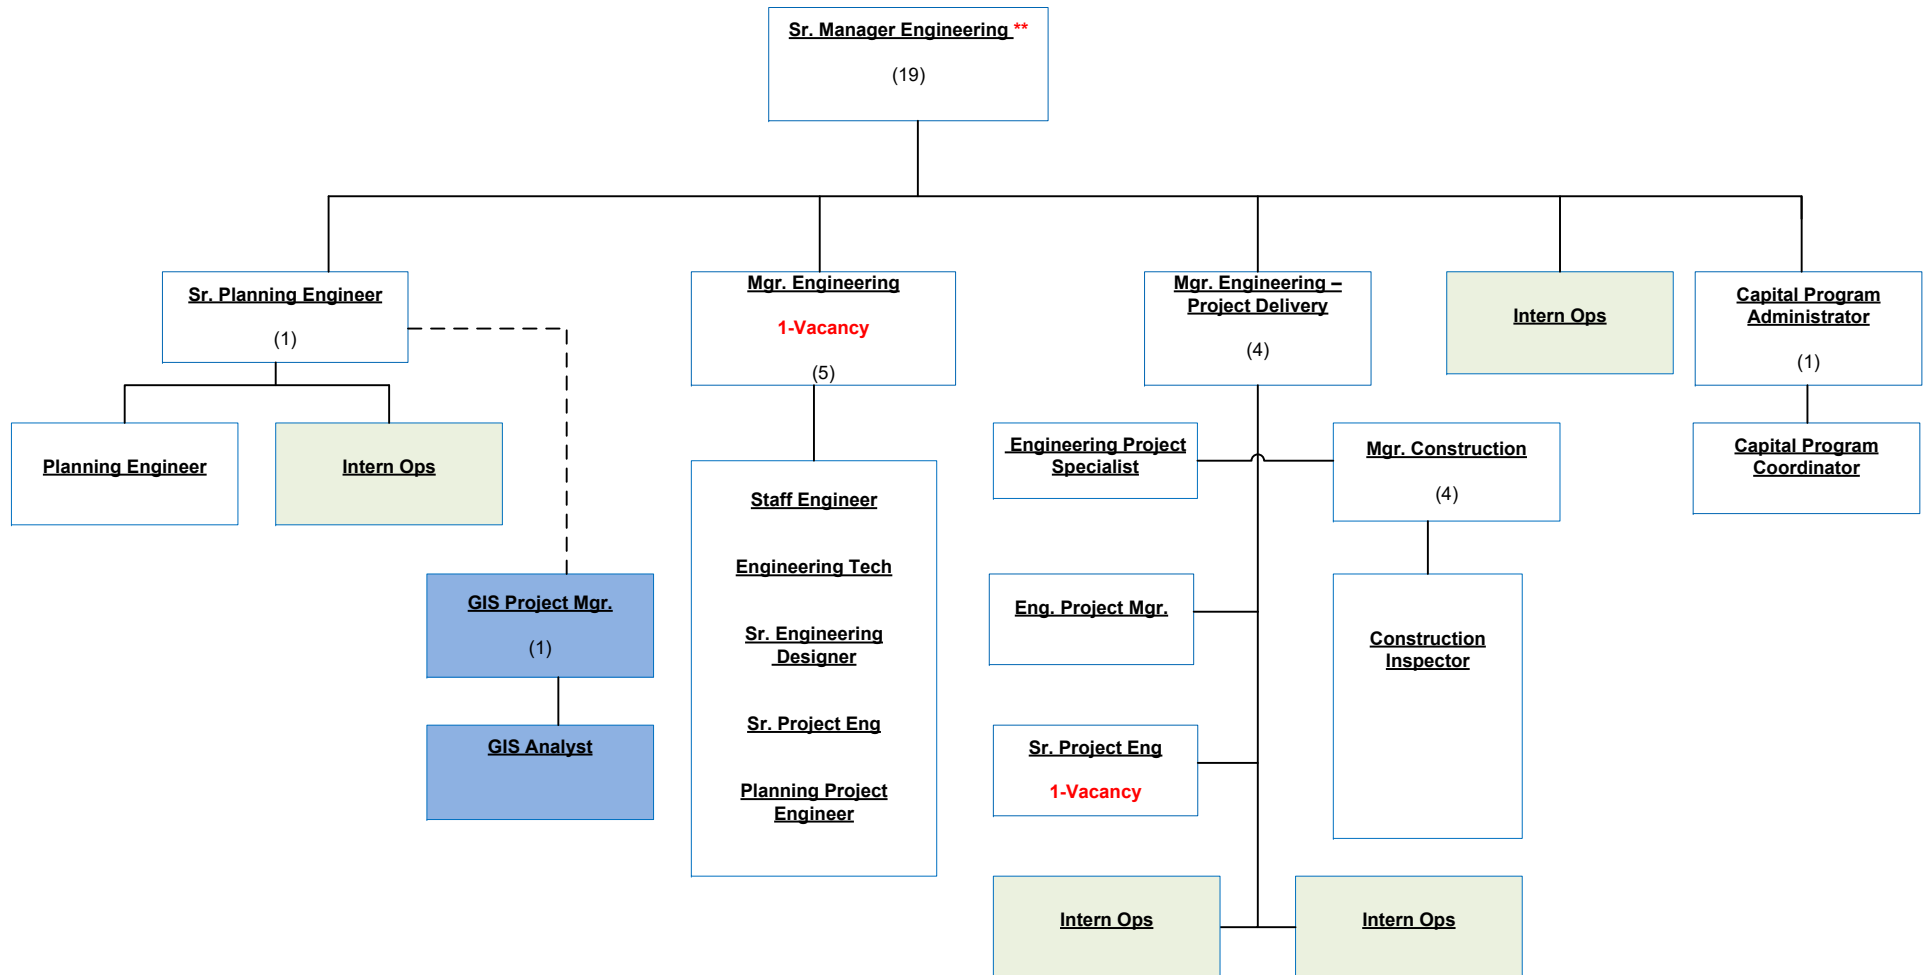 Sr. Manager Engineering **
(19)
Sr. Planning Engineer
(1)
Mgr. Engineering
1-Vacancy
(5)
Mgr. Engineering –
Project Delivery
(4)
Intern Ops
Capital Program
Administrator
(1)
Planning Engineer
Intern Ops
Engineering Project
Specialist
Mgr. Construction
(4)
Capital Program
Coordinator
GIS Project Mgr.
(1)
GIS Analyst
Staff Engineer
Engineering Tech
Sr. Engineering
Designer
Sr. Project Eng
Planning Project
Engineer
Eng. Project Mgr.
Construction
Inspector
Sr. Project Eng
1-Vacancy
Intern Ops
Intern Ops